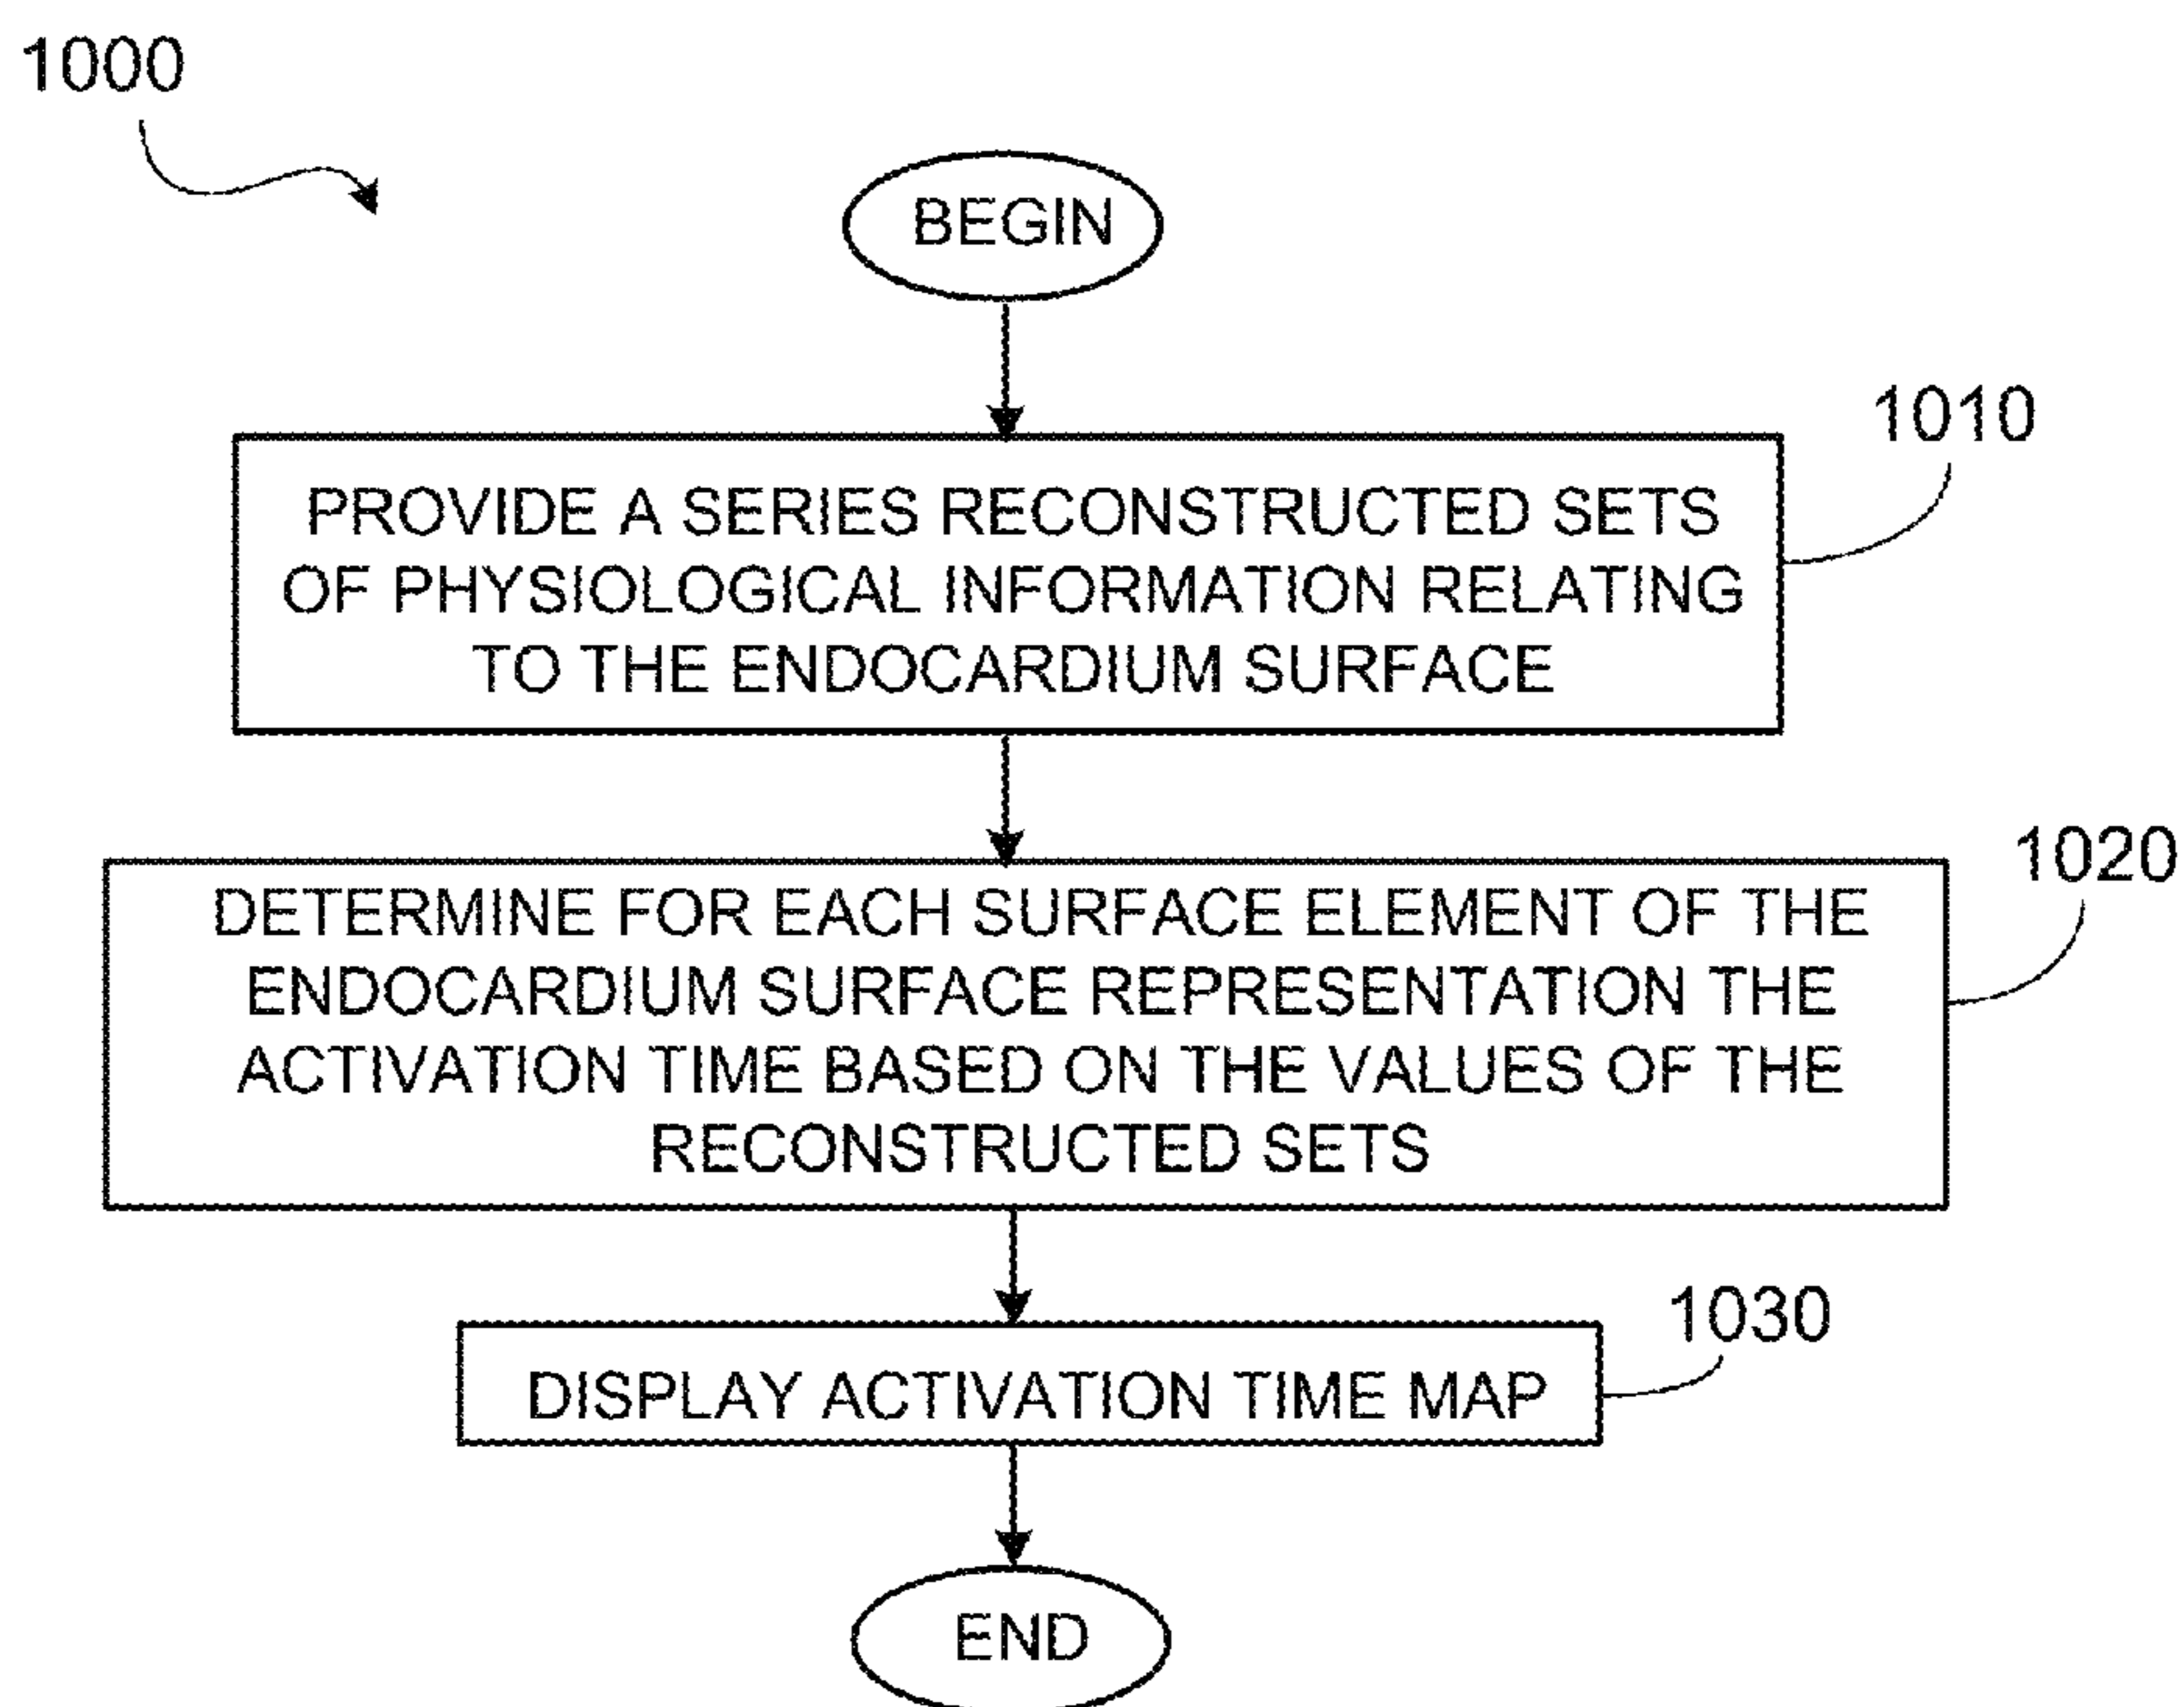 1000
BEGIN
1010
PROVIDE A SERIES RECONSTRUCTED SETS
OF PHYSIOLOGICAL INFORMATION RELATING
TO THE ENDOCARDIUM SURFACE
1020
DETERMINE FOR EACH SURFACE ELEMENT OF THE
ENDOCARDIUM SURFACE REPRESENTATION THE
ACTIVATION TIME BASED ON THE VALUES OF THE
RECONSTRUCTED SETS
1030
DISPLAY ACTIVATION TIME MAP
END